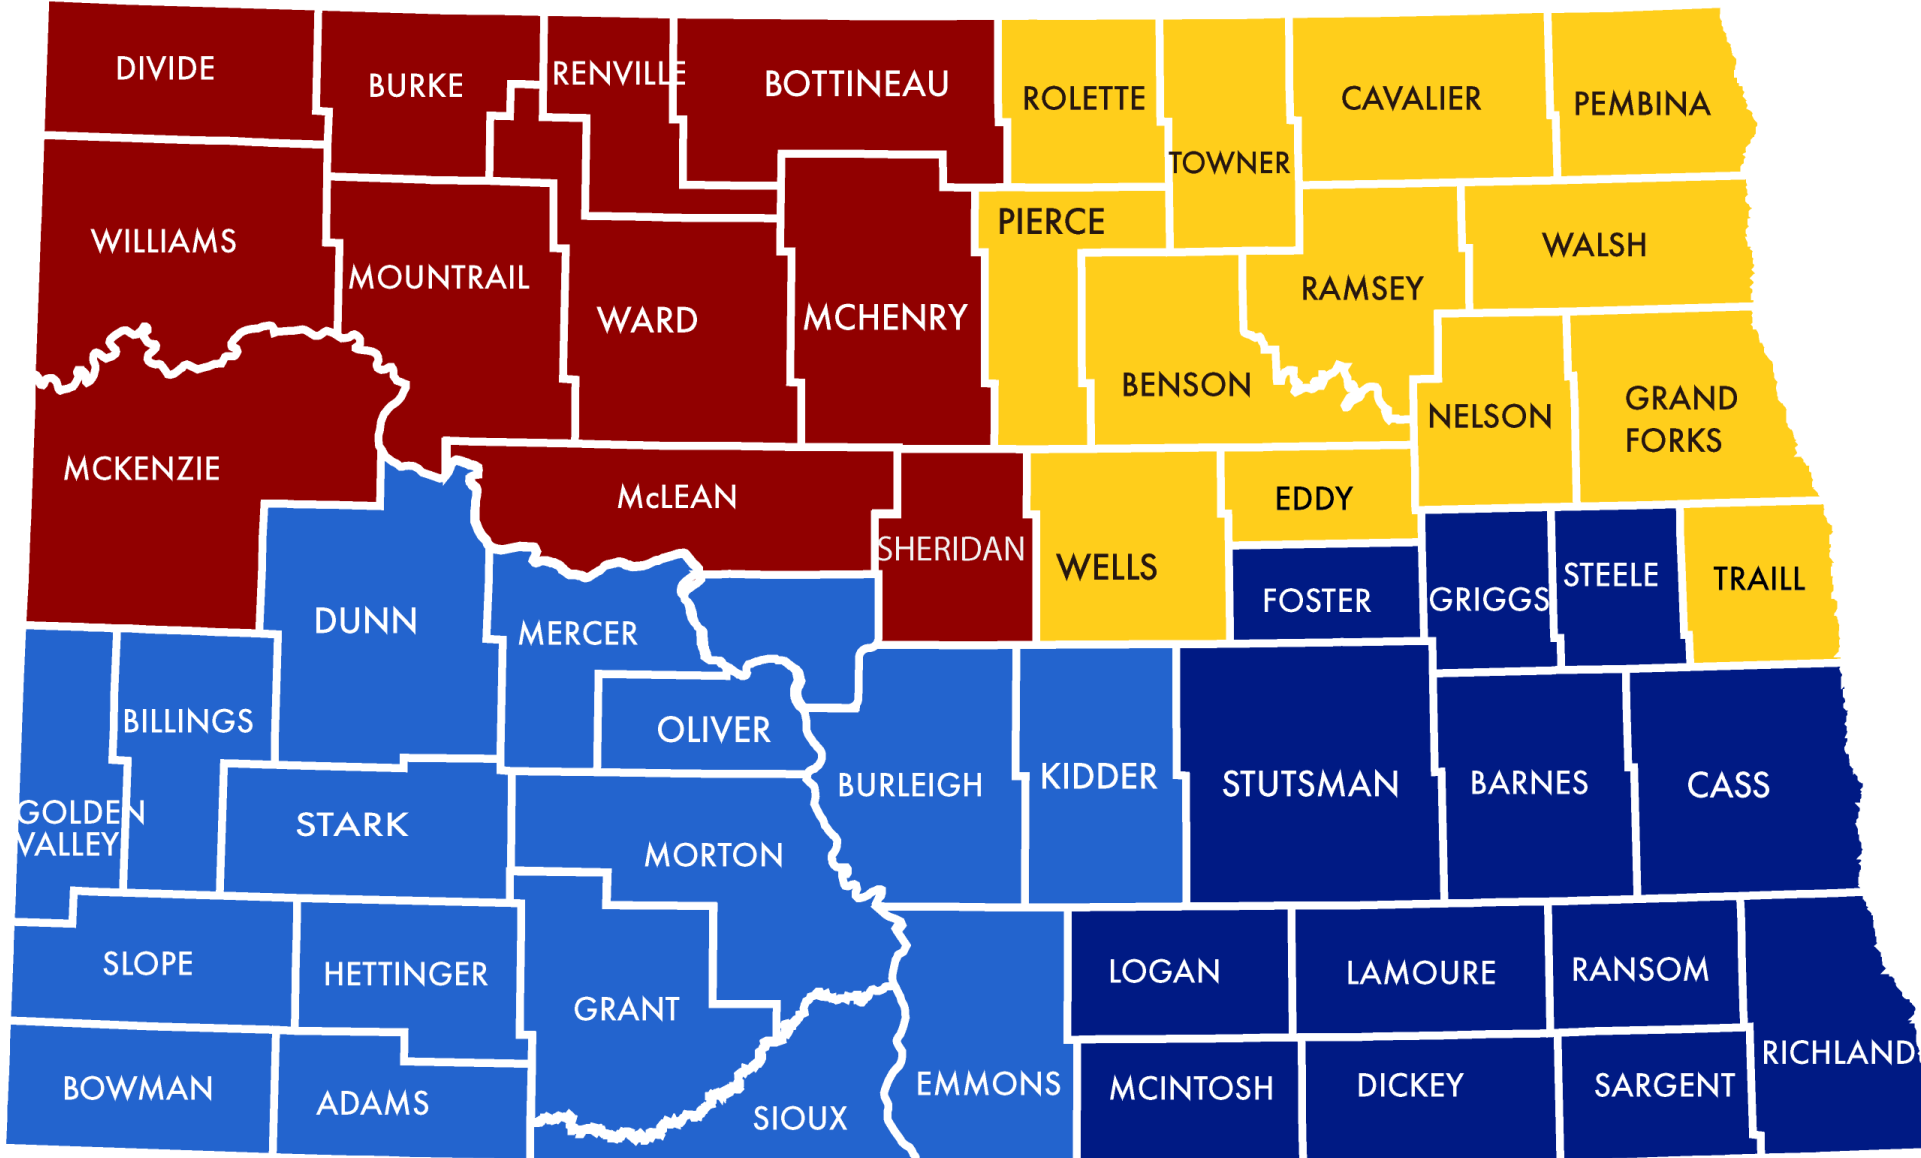 DIVIDE
BURKE
RENVILLE
BOTTINEAU
ROLETTE
TOWNER
CAVALIER
PEMBINA
WILLIAMS
MOUNTRAIL
WARD
MCHENRY
PIERCE
BENSON
RAMSEY
WALSH
NELSON
GRAND
FORKS
MCKENZIE
McLEAN
SHERIDAN
WELLS
EDDY
FOSTER
GRIGGS
STEELE
TRAILL
DUNN
MERCER
OLIVER
BILLINGS
GOLDEN
VALLEY
STARK
MORTON
BURLEIGH
KIDDER
STUTSMAN
BARNES
CASS
SLOPE
HETTINGER
GRANT
LOGAN
LAMOURE
RANSOM
RICHLAND
BOWMAN
ADAMS
SIOUX
EMMONS
MCINTOSH
DICKEY
SARGENT